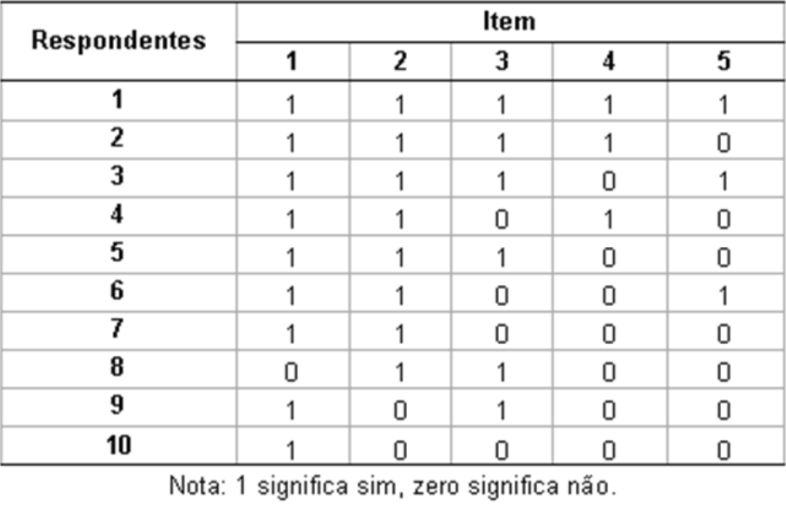 Respondentes Item
1 2 3 4 5
1 1 1 1 1 1
2 1 1 1 1 0
3 1 1 1 0 1
4 1 1 0 1 0
5 1 1 1 0 0
6 1 1 0 0 1
7 1 1 0 0 0
8 0 1 1 0 0
9 1 0 1 0 0
10 1 0 0 0 0
Nota: 1 significa sim, zero significa não.